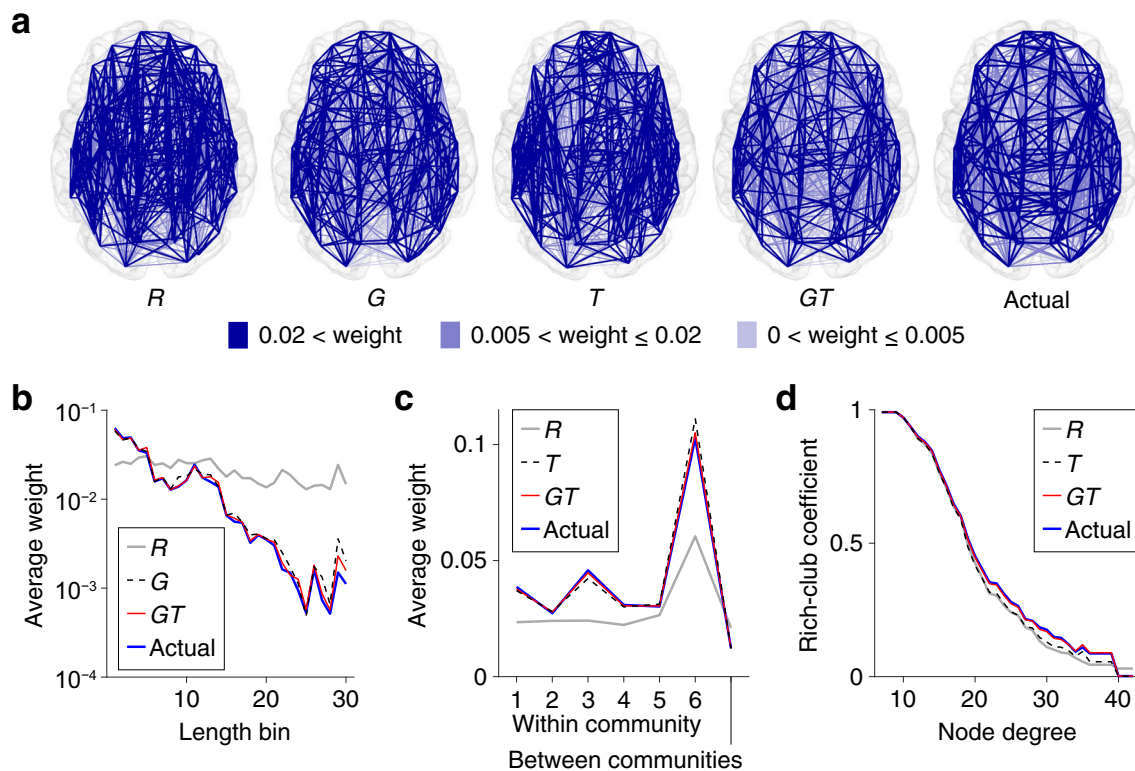 a
R G T GT Actual
0.02 < weight 0.005 < weight ≤ 0.02 0 < weight ≤ 0.005
b
Average weight
10⁻¹
10⁻²
10⁻³
10⁻⁴
R
G
GT
Actual
10 20 30
Length bin
c
Average weight
0.1
0.05
0
R
T
GT
Actual
1 2 3 4 5 6
Within community
Between communities
d
Rich-club coefficient
1
0.5
0
R
T
GT
Actual
10 20 30 40
Node degree